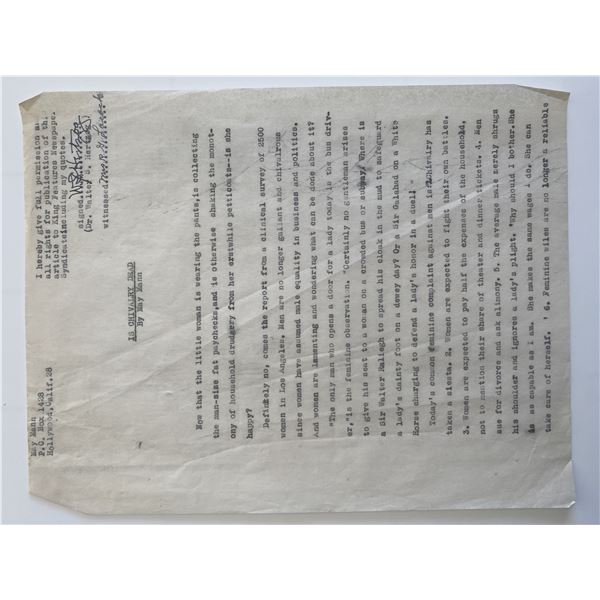 May Mann
P.O. Box 1428
Hollywood,Calif.28
I hereby give full permission an
all rights for publication of th
article to King Features Newspape
Syndicateincluding my quotes.
signed
(Dr. Walter S.
witnessed
IS CHIVALRY DEAD
By May Mann
Now that the little woman is wearing the pants,is collecting
the man-size fat paychecks,and is otherwise shaking the monot-
ony of household drudgery from her erstwhile petticoats--is she
happy?
Definitely no, comes the report from a clinical survey of 2500
women in Los Angeles. Men are no longer gallant and chivalrous
since women have assumed male equality in business and politics.
And women are lamenting and wondering what can be done about it?
"The only man who opens a door for a lady today is the bus driv-
er,"is the feminine observation. "Certainly no gentleman arises
to give his seat to a woman on a crowded bus or subway. Where is
a Sir Walter Raliegh to spread his cloak in the mud to safeguard
a lady's dainty foot on a dewey day? Or a Sir Galahad on White
Horse charging to defend a lady's honor in a duel!"
Today's common feminine complaint against men is: Chivalry has
taken a siesta. 2. Women are expected to fight their own battles.
3. Women are expected to pay half the expenses of the household,
not to mention their share of theater and dinner tickets. 4. Men
sue for divorce and ask alimony. 5. The average male merely shrugs
his shoulder and ignores a lady's plight. 'Why should I bother.She
is as capable as I am. She makes the same wages I do. She can
take care of herself. ' 6. Feminine tires are no longer a reliable